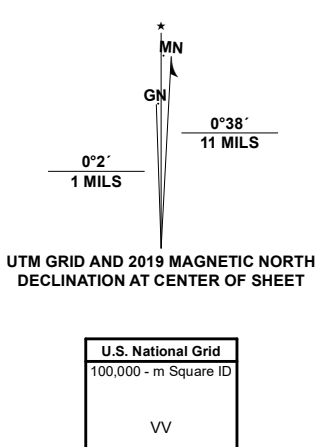 ★
MN
GN
0°38´
11 MILS
0°2´
1 MILS
UTM GRID AND 2019 MAGNETIC NORTH
DECLINATION AT CENTER OF SHEET
U.S. National Grid
100,000 - m Square ID
VV